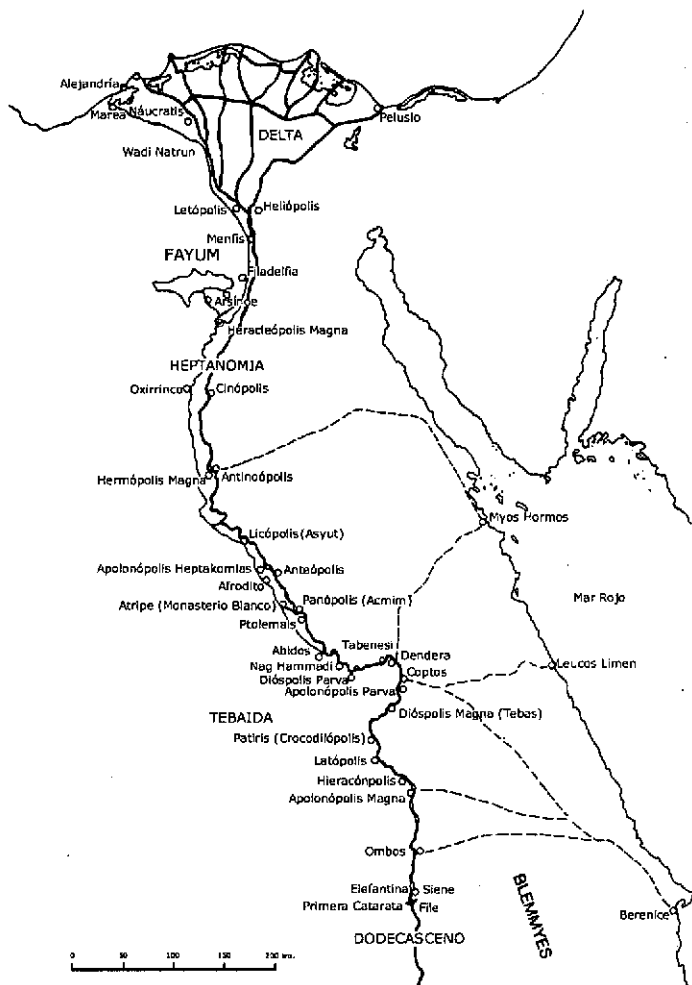 Alejandría
Marea
Náucratis
Pelusio
DELTA
Wadi Natrun
Letópolis
Heliópolis
Menfis
FAYUM
Filadelfia
Arsínoe
Heracleópolis Magna
HEPTANOMIA
Oxirrinco
Cinópolis
Hermópolis Magna
Antinoópolis
Myos Hormos
Licópolis (Asyut)
Apolonópolis Heptakomias
Anteópolis
Afrodito
Mar Rojo
Atripe (Monasterio Blanco)
Panópolis (Acmim)
Ptolemais
Abidos
Tabenesi
Dendera
Nag Hammadi
Leucos Limen
Dióspolis Parva
Coptos
Apolonópolis Parva
TEBAIDA
Dióspolis Magna (Tebas)
Patiris (Crocodilópolis)
Latópolis
Hieracónpolis
Apolonópolis Magna
Ombos
Elefantina
Siene
BLEMMYES
Primera Catarata
File
Berenice
DODECASCENO
0 50 100 150 200 km.